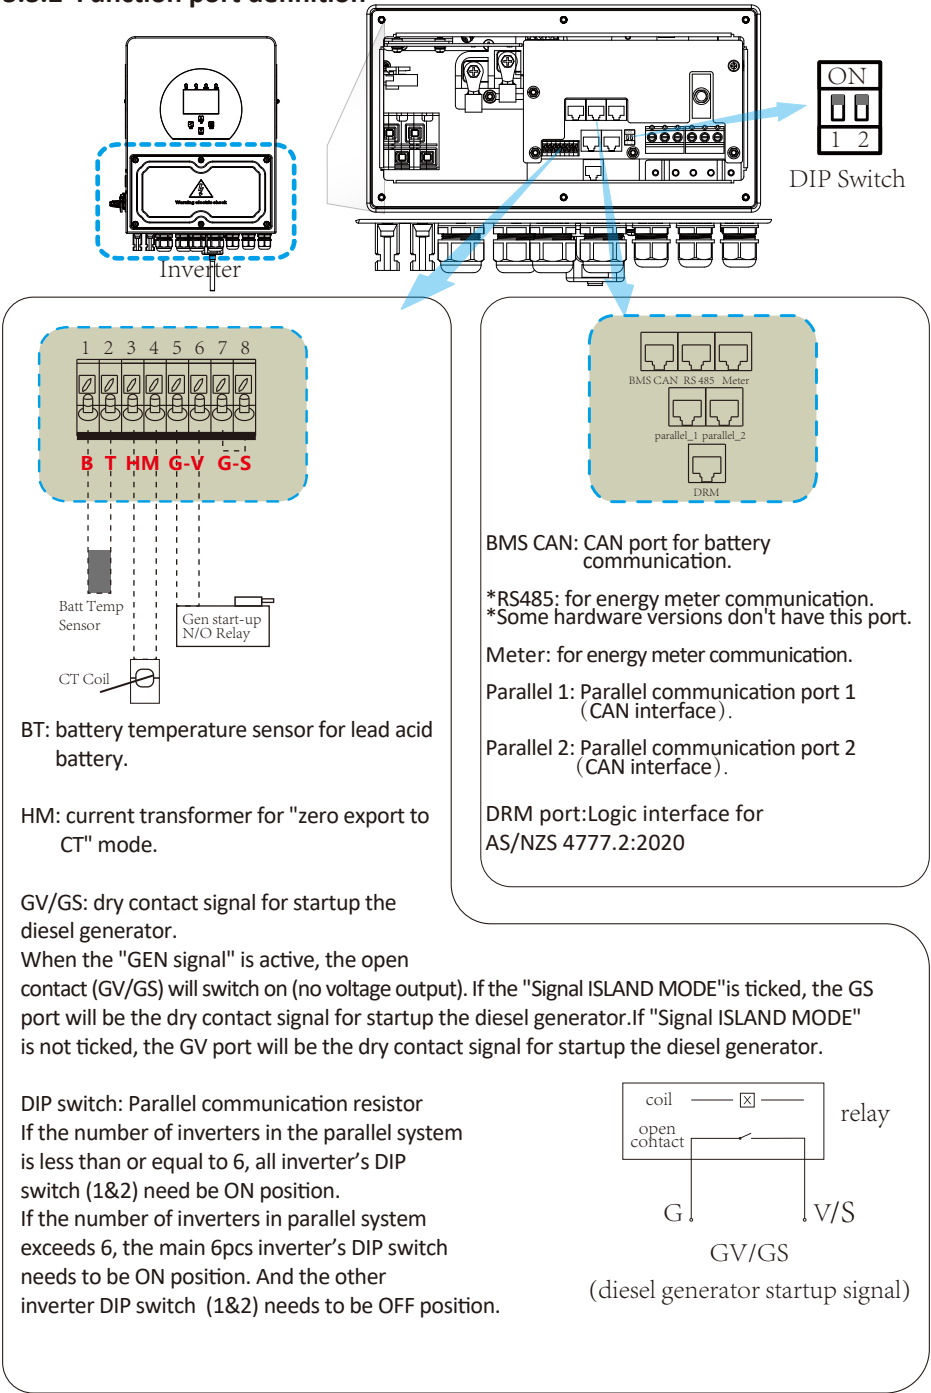 3.3.2 Function port definition
ON
1 2
DIP Switch
Warning electric shock
Inverter
1 2 3 4 5 6 7 8
B T HM G-V G-S
Batt Temp
Sensor
Gen start-up
N/O Relay
CT Coil
BMS CAN RS 485 Meter
parallel_1 parallel_2
DRM
BMS CAN: CAN port for battery
communication.
*RS485: for energy meter communication.
*Some hardware versions don't have this port.
Meter: for energy meter communication.
Parallel 1: Parallel communication port 1
(CAN interface).
Parallel 2: Parallel communication port 2
(CAN interface).
DRM port:Logic interface for
AS/NZS 4777.2:2020
BT: battery temperature sensor for lead acid
battery.
HM: current transformer for "zero export to
CT" mode.
GV/GS: dry contact signal for startup the
diesel generator.
When the "GEN signal" is active, the open
contact (GV/GS) will switch on (no voltage output). If the "Signal ISLAND MODE"is ticked, the GS
port will be the dry contact signal for startup the diesel generator.If "Signal ISLAND MODE"
is not ticked, the GV port will be the dry contact signal for startup the diesel generator.
DIP switch: Parallel communication resistor
If the number of inverters in the parallel system
is less than or equal to 6, all inverter's DIP
switch (1&2) need be ON position.
If the number of inverters in parallel system
exceeds 6, the main 6pcs inverter's DIP switch
needs to be ON position. And the other
inverter DIP switch (1&2) needs to be OFF position.
coil
relay
open
contact
G
V/S
GV/GS
(diesel generator startup signal)